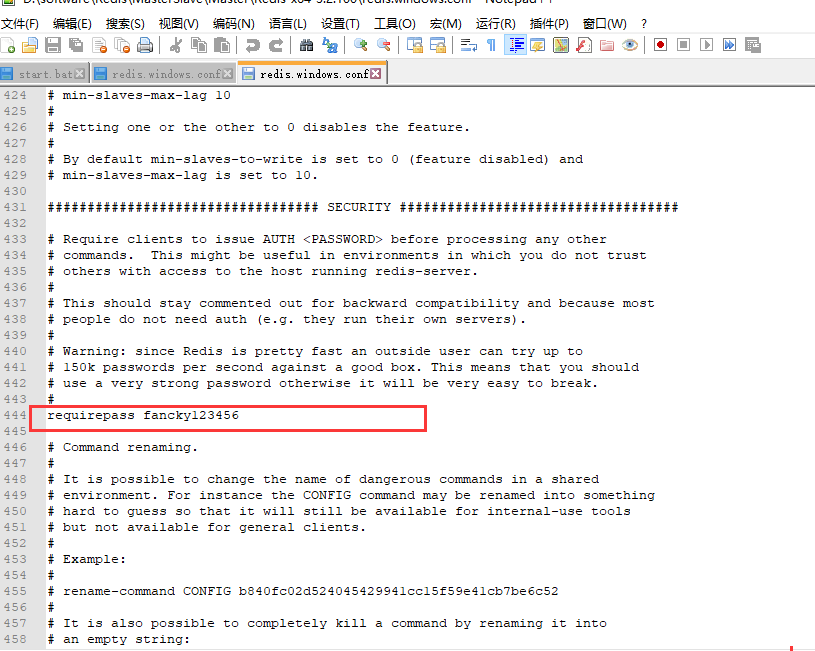 D:\software\Redis\MasterSlave\Master\Redis-x64-3.2.100\redis.windows.conf - Notepad++
文件(F) 编辑(E) 搜索(S) 视图(V) 编码(N) 语言(L) 设置(T) 工具(O) 宏(M) 运行(R) 插件(P) 窗口(W) ?
start.bat redis.windows.conf redis.windows.conf
424 # min-slaves-max-lag 10
425 #
426 # Setting one or the other to 0 disables the feature.
427 #
428 # By default min-slaves-to-write is set to 0 (feature disabled) and
429 # min-slaves-max-lag is set to 10.
430
431 ################################## SECURITY ###################################
432
433 # Require clients to issue AUTH <PASSWORD> before processing any other
434 # commands.  This might be useful in environments in which you do not trust
435 # others with access to the host running redis-server.
436 #
437 # This should stay commented out for backward compatibility and because most
438 # people do not need auth (e.g. they run their own servers).
439 #
440 # Warning: since Redis is pretty fast an outside user can try up to
441 # 150k passwords per second against a good box. This means that you should
442 # use a very strong password otherwise it will be very easy to break.
443 #
444 requirepass fancky123456
445
446 # Command renaming.
447 #
448 # It is possible to change the name of dangerous commands in a shared
449 # environment. For instance the CONFIG command may be renamed into something
450 # hard to guess so that it will still be available for internal-use tools
451 # but not available for general clients.
452 #
453 # Example:
454 #
455 # rename-command CONFIG b840fc02d524045429941cc15f59e41cb7be6c52
456 #
457 # It is also possible to completely kill a command by renaming it into
458 # an empty string: